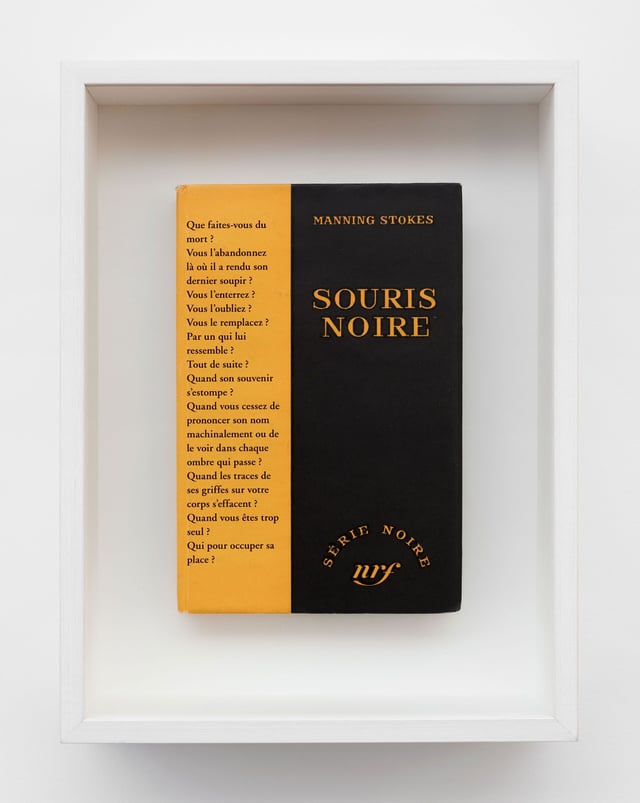 Que faites-vous du
mort ?
Vous l'abandonnez
là où il a rendu son
dernier soupir ?
Vous l'enterrez ?
Vous l'oubliez ?
Vous le remplacez ?
Par un qui lui
ressemble ?
Tout de suite ?
Quand son souvenir
s'estompe ?
Quand vous cessez de
prononcer son nom
machinalement ou de
le voir dans chaque
ombre qui passe ?
Quand les traces de
ses griffes sur votre
corps s'effacent ?
Quand vous êtes trop
seul ?
Qui pour occuper sa
place ?
MANNING STOKES
SOURIS
NOIRE
SÉRIE NOIRE
nrf